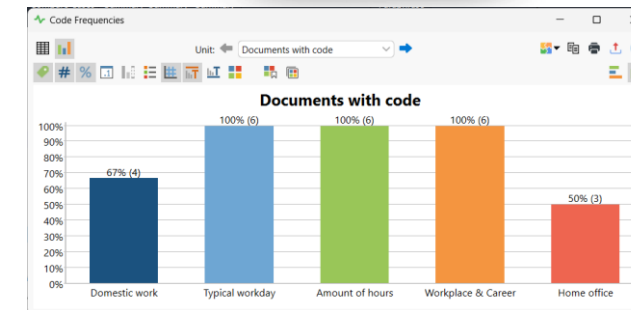 Code Frequencies
Unit: Documents with code
Documents with code
100%
90%
80%
70%
60%
50%
40%
30%
20%
10%
0%
67% (4)
100% (6)
100% (6)
100% (6)
50% (3)
Domestic work
Typical workday
Amount of hours
Workplace & Career
Home office